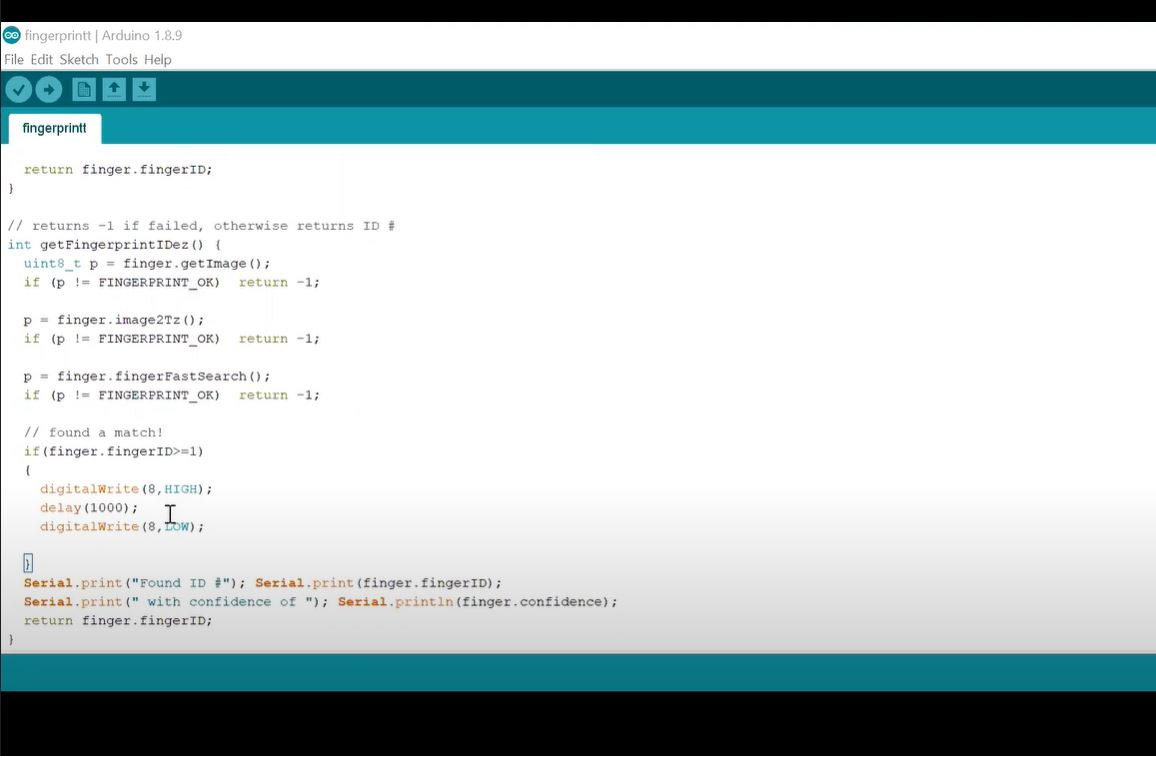 fingerprintt | Arduino 1.8.9
File Edit Sketch Tools Help
fingerprintt
return finger.fingerID;
}
// returns -1 if failed, otherwise returns ID #
int getFingerprintIDez() {
uint8_t p = finger.getImage();
if (p != FINGERPRINT_OK)  return -1;
p = finger.image2Tz();
if (p != FINGERPRINT_OK)  return -1;
p = finger.fingerFastSearch();
if (p != FINGERPRINT_OK)  return -1;
// found a match!
if(finger.fingerID>=1)
{
digitalWrite(8,HIGH);
delay(1000);
digitalWrite(8,LOW);
}
Serial.print("Found ID #"); Serial.print(finger.fingerID);
Serial.print(" with confidence of "); Serial.println(finger.confidence);
return finger.fingerID;
}